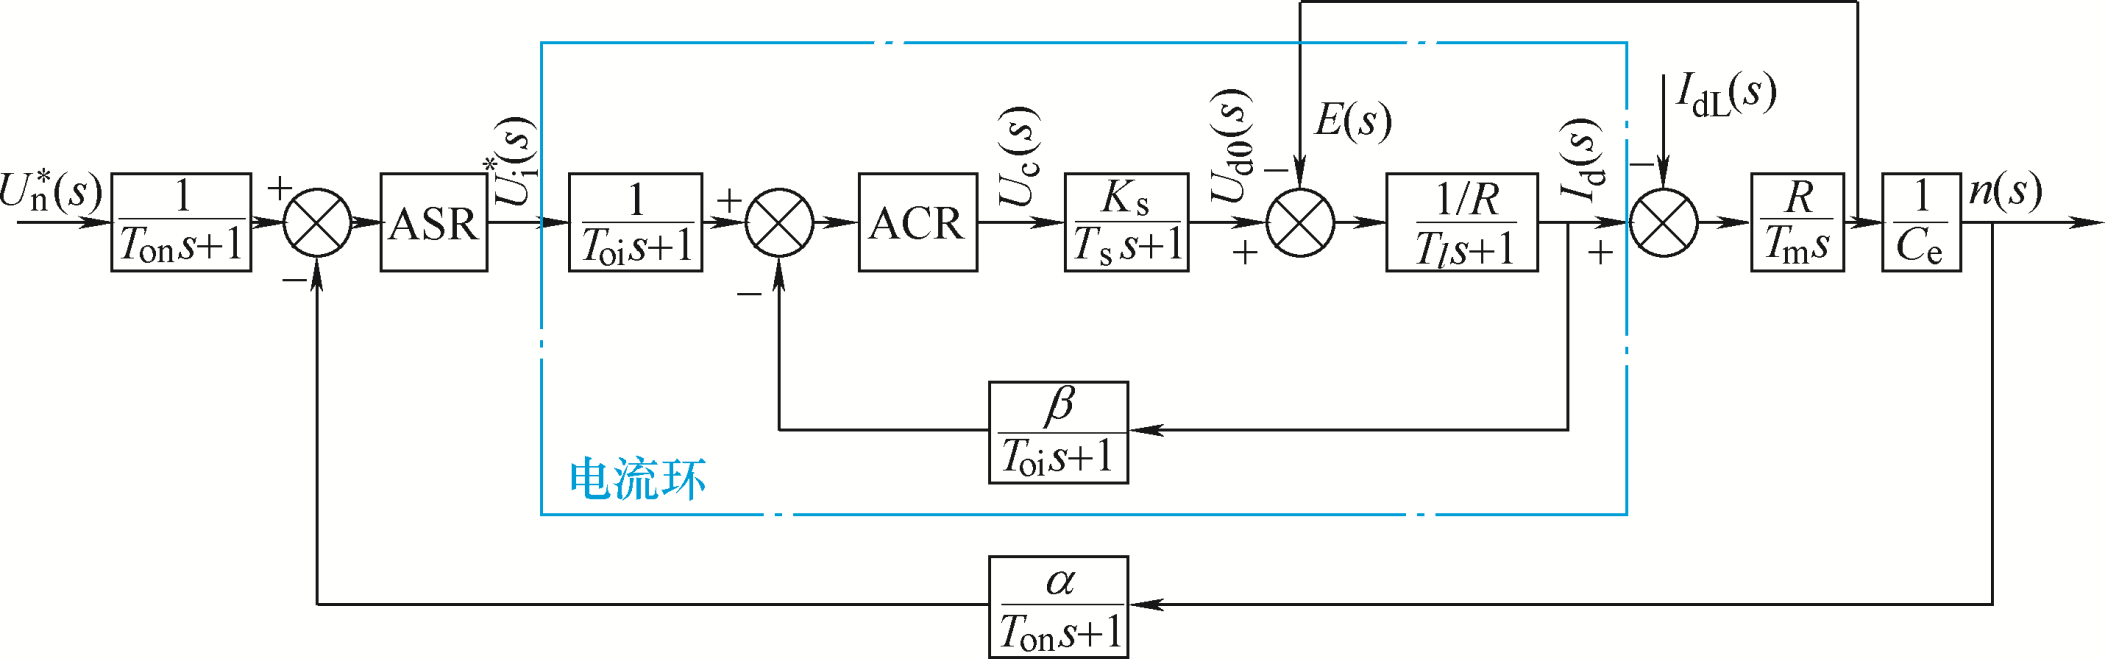 U*n(s)
1
Tons+1
+
−
ASR
U*i(s)
1
Tois+1
+
−
ACR
Uc(s)
Ks
Tss+1
Ud0(s)
+
−
E(s)
1/R
Tls+1
Id(s)
+
−
IdL(s)
R
Tms
1
Ce
n(s)
β
Tois+1
电流环
α
Tons+1